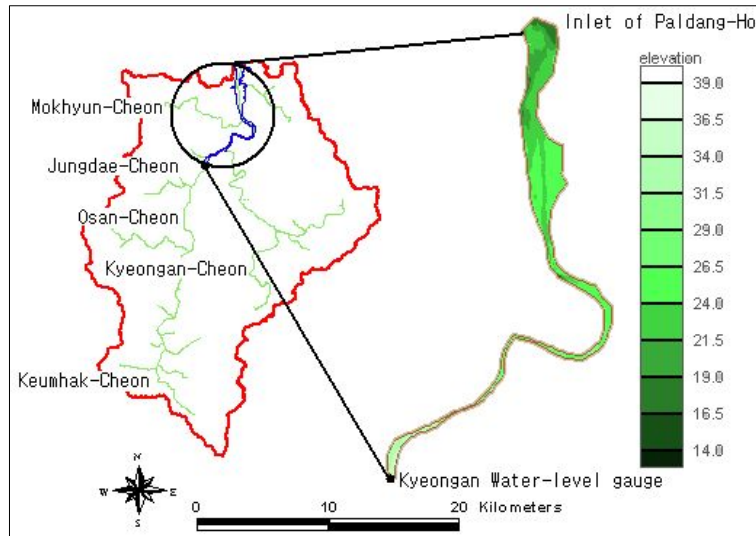 Inlet of Paldang-Ho
elevation
39.0
36.5
34.0
31.5
29.0
26.5
24.0
21.5
19.0
16.5
14.0
Mokhyun-Cheon
Jungdae-Cheon
Osan-Cheon
Kyeongan-Cheon
Keumhak-Cheon
Kyeongan Water-level gauge
N
W
E
S
0
10
20
Kilometers